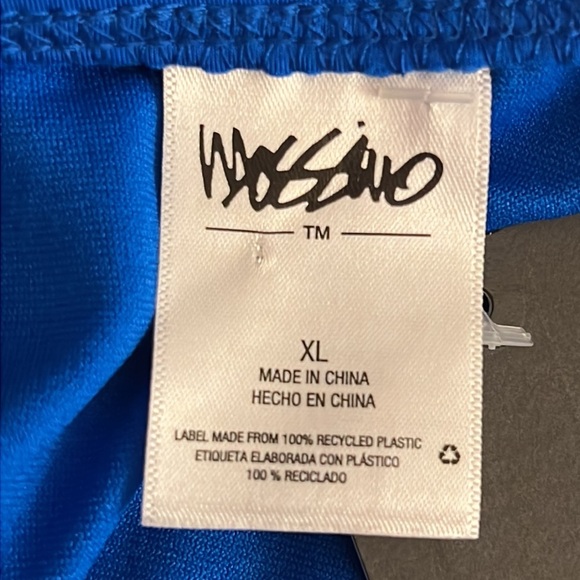 Mossimo
TM
XL
MADE IN CHINA
HECHO EN CHINA
LABEL MADE FROM 100% RECYCLED PLASTIC
ETIQUETA ELABORADA CON PLÁSTICO
100 % RECICLADO